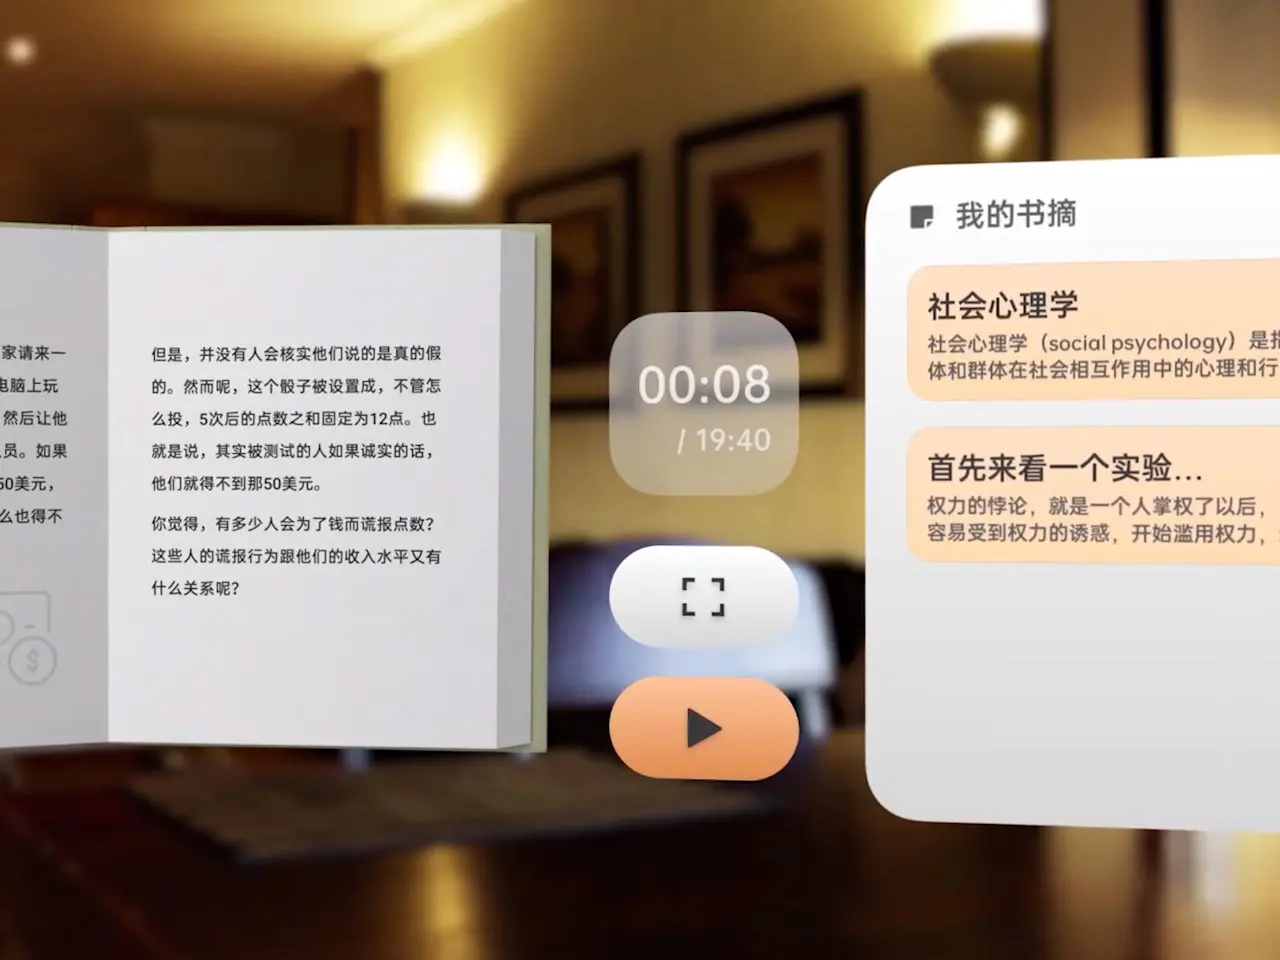 家请来一
电脑上玩
然后让他
员。如果
50美元，
么也得不
但是，并没有人会核实他们说的是真的假
的。然而呢，这个骰子被设置成，不管怎
么投，5次后的点数之和固定为12点。也
就是说，其实被测试的人如果诚实的话，
他们就得不到那50美元。
你觉得，有多少人会为了钱而谎报点数？
这些人的谎报行为跟他们的收入水平又有
什么关系呢？
$
00:08
/ 19:40
我的书摘
社会心理学
社会心理学（social psychology）是指
体和群体在社会相互作用中的心理和行
首先来看一个实验...
权力的悖论，就是一个人掌权了以后，
容易受到权力的诱惑，开始滥用权力，